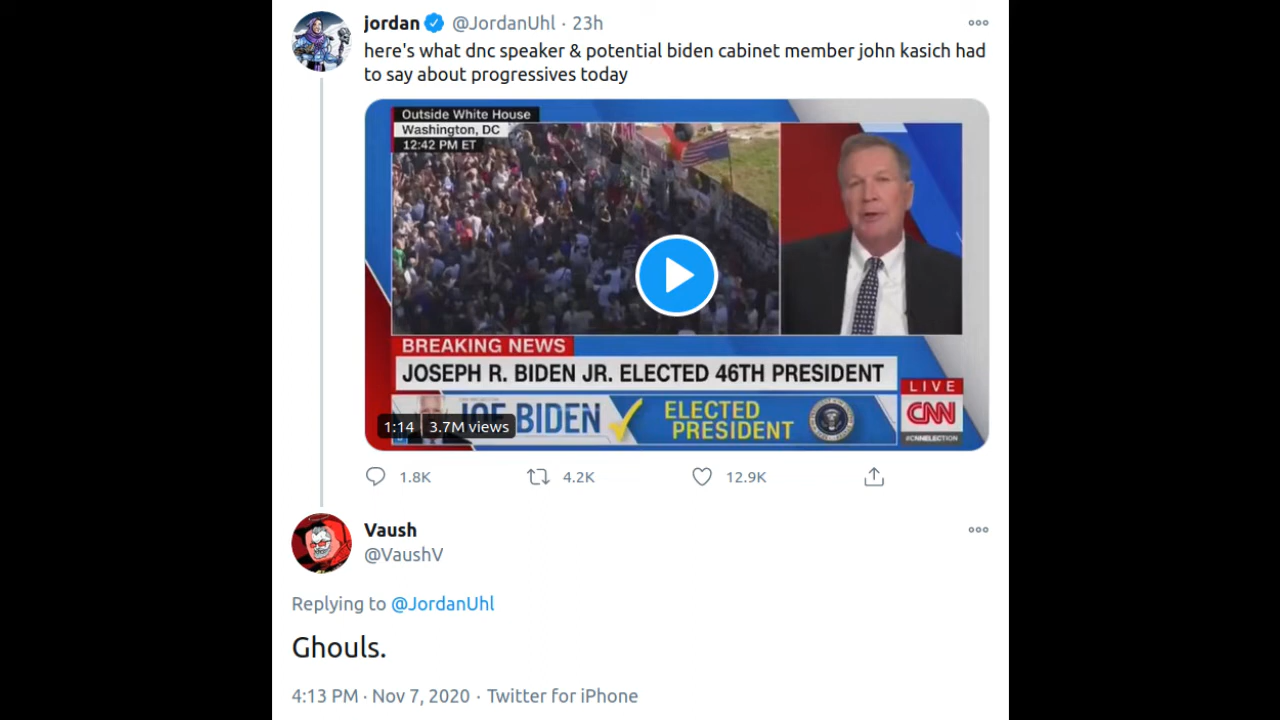 jordan @JordanUhl · 23h
here's what dnc speaker & potential biden cabinet member john kasich had
to say about progressives today
Outside White House
Washington, DC
12:42 PM ET
BREAKING NEWS
JOSEPH R. BIDEN JR. ELECTED 46TH PRESIDENT
LIVE
CNN
#CNNELECTION
JOE BIDEN
ELECTED
PRESIDENT
1:14
3.7M views
1.8K
4.2K
12.9K
Vaush
@VaushV
Replying to @JordanUhl
Ghouls.
4:13 PM · Nov 7, 2020 · Twitter for iPhone